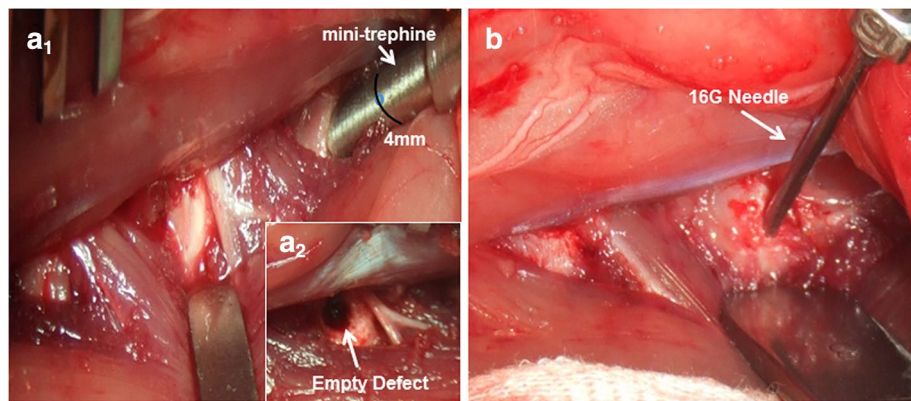 a1
mini-trephine
4mm
a2
Empty Defect
b
16G Needle